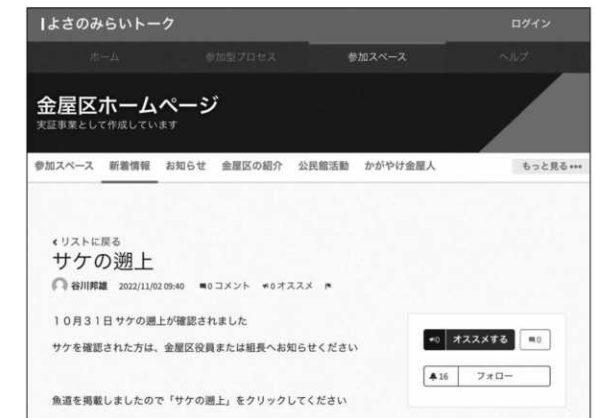 よさのみらいトーク
ログイン
ホーム 参加型プロセス 参加スペース ヘルプ
金屋区ホームページ
実証事業として作成しています
参加スペース 新着情報 お知らせ 金屋区の紹介 公民館活動 かがやけ金屋人 もっと見る •••
‹ リストに戻る
サケの遡上
谷川邦雄 2022/11/02 09:40 0 コメント 0 オススメ
10月31日サケの遡上が確認されました
サケを確認された方は、金屋区役員または組長へお知らせください
魚道を掲載しましたので「サケの遡上」をクリックしてください
0 オススメする 0
16 フォロー